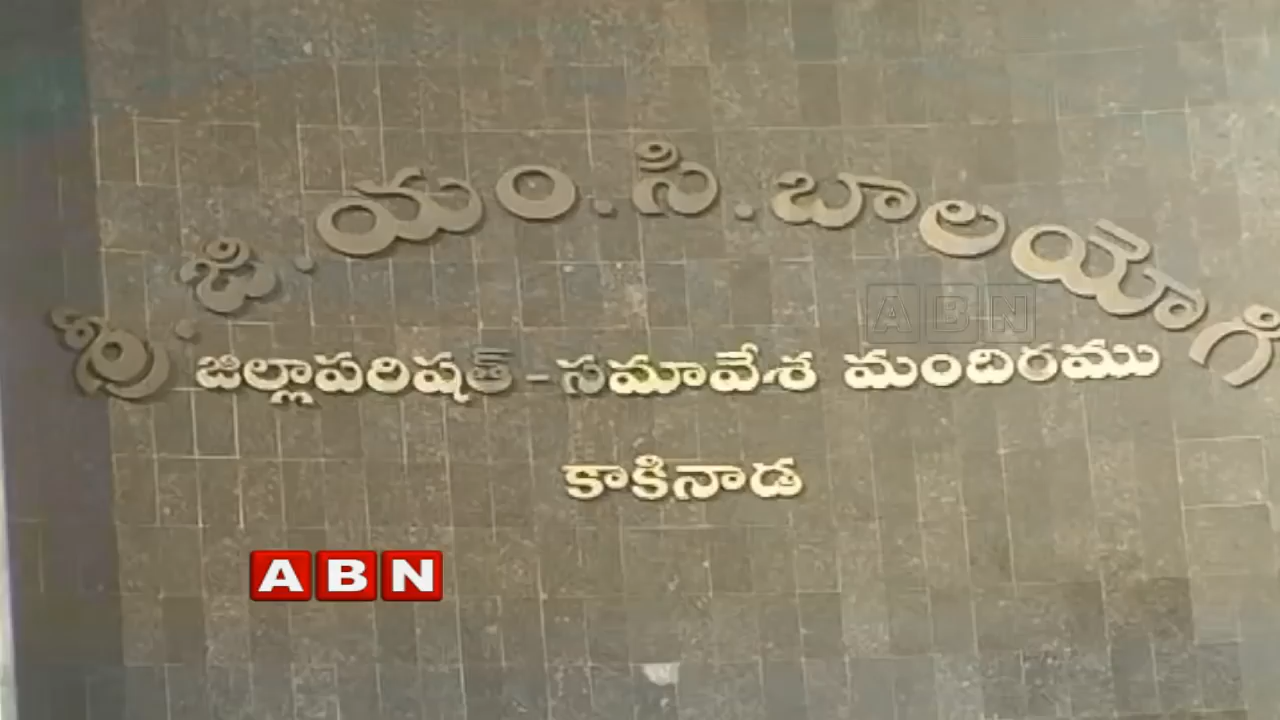 శ్రీ.జి.యం.సి.బాలయోగి
జిల్లాపరిషత్ - సమావేశ మందిరము
కాకినాడ
ABN
ABN